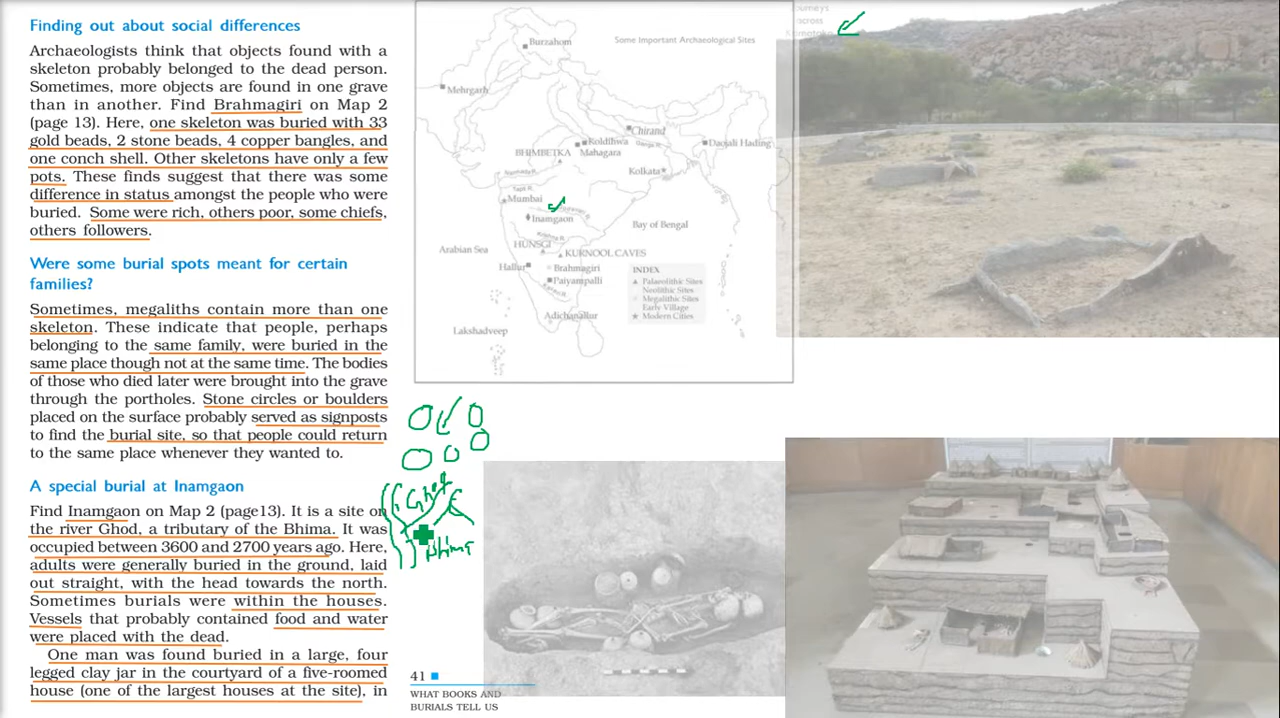 Finding out about social differences
Archaeologists think that objects found with a
skeleton probably belonged to the dead person.
Sometimes, more objects are found in one grave
than in another. Find Brahmagiri on Map 2
(page 13). Here, one skeleton was buried with 33
gold beads, 2 stone beads, 4 copper bangles, and
one conch shell. Other skeletons have only a few
pots. These finds suggest that there was some
difference in status amongst the people who were
buried. Some were rich, others poor, some chiefs,
others followers.
Were some burial spots meant for certain
families?
Sometimes, megaliths contain more than one
skeleton. These indicate that people, perhaps
belonging to the same family, were buried in the
same place though not at the same time. The bodies
of those who died later were brought into the grave
through the portholes. Stone circles or boulders
placed on the surface probably served as signposts
to find the burial site, so that people could return
to the same place whenever they wanted to.
A special burial at Inamgaon
Find Inamgaon on Map 2 (page13). It is a site on
the river Ghod, a tributary of the Bhima. It was
occupied between 3600 and 2700 years ago. Here,
adults were generally buried in the ground, laid
out straight, with the head towards the north.
Sometimes burials were within the houses.
Vessels that probably contained food and water
were placed with the dead.
One man was found buried in a large, four
legged clay jar in the courtyard of a five-roomed
house (one of the largest houses at the site), in
Some Important Archaeological Sites
Burzahom
Mehrgarh
Chirand
Koldihwa
Mahagara
Ganga R.
Daojali Hading
BHIMBETKA
Narmada R.
Kolkata
Tapi R.
Mumbai
Inamgaon
Bay of Bengal
Krishna R.
HUNSGI
Arabian Sea
KURNOOL CAVES
Hallur
Brahmagiri
Paiyampalli
Kaveri R.
Adichanallur
Lakshadweep
INDEX
Palaeolithic Sites
Neolithic Sites
Megalithic Sites
Early Village
Modern Cities
journeys
across
Ghod
Bhima
41
WHAT BOOKS AND
BURIALS TELL US